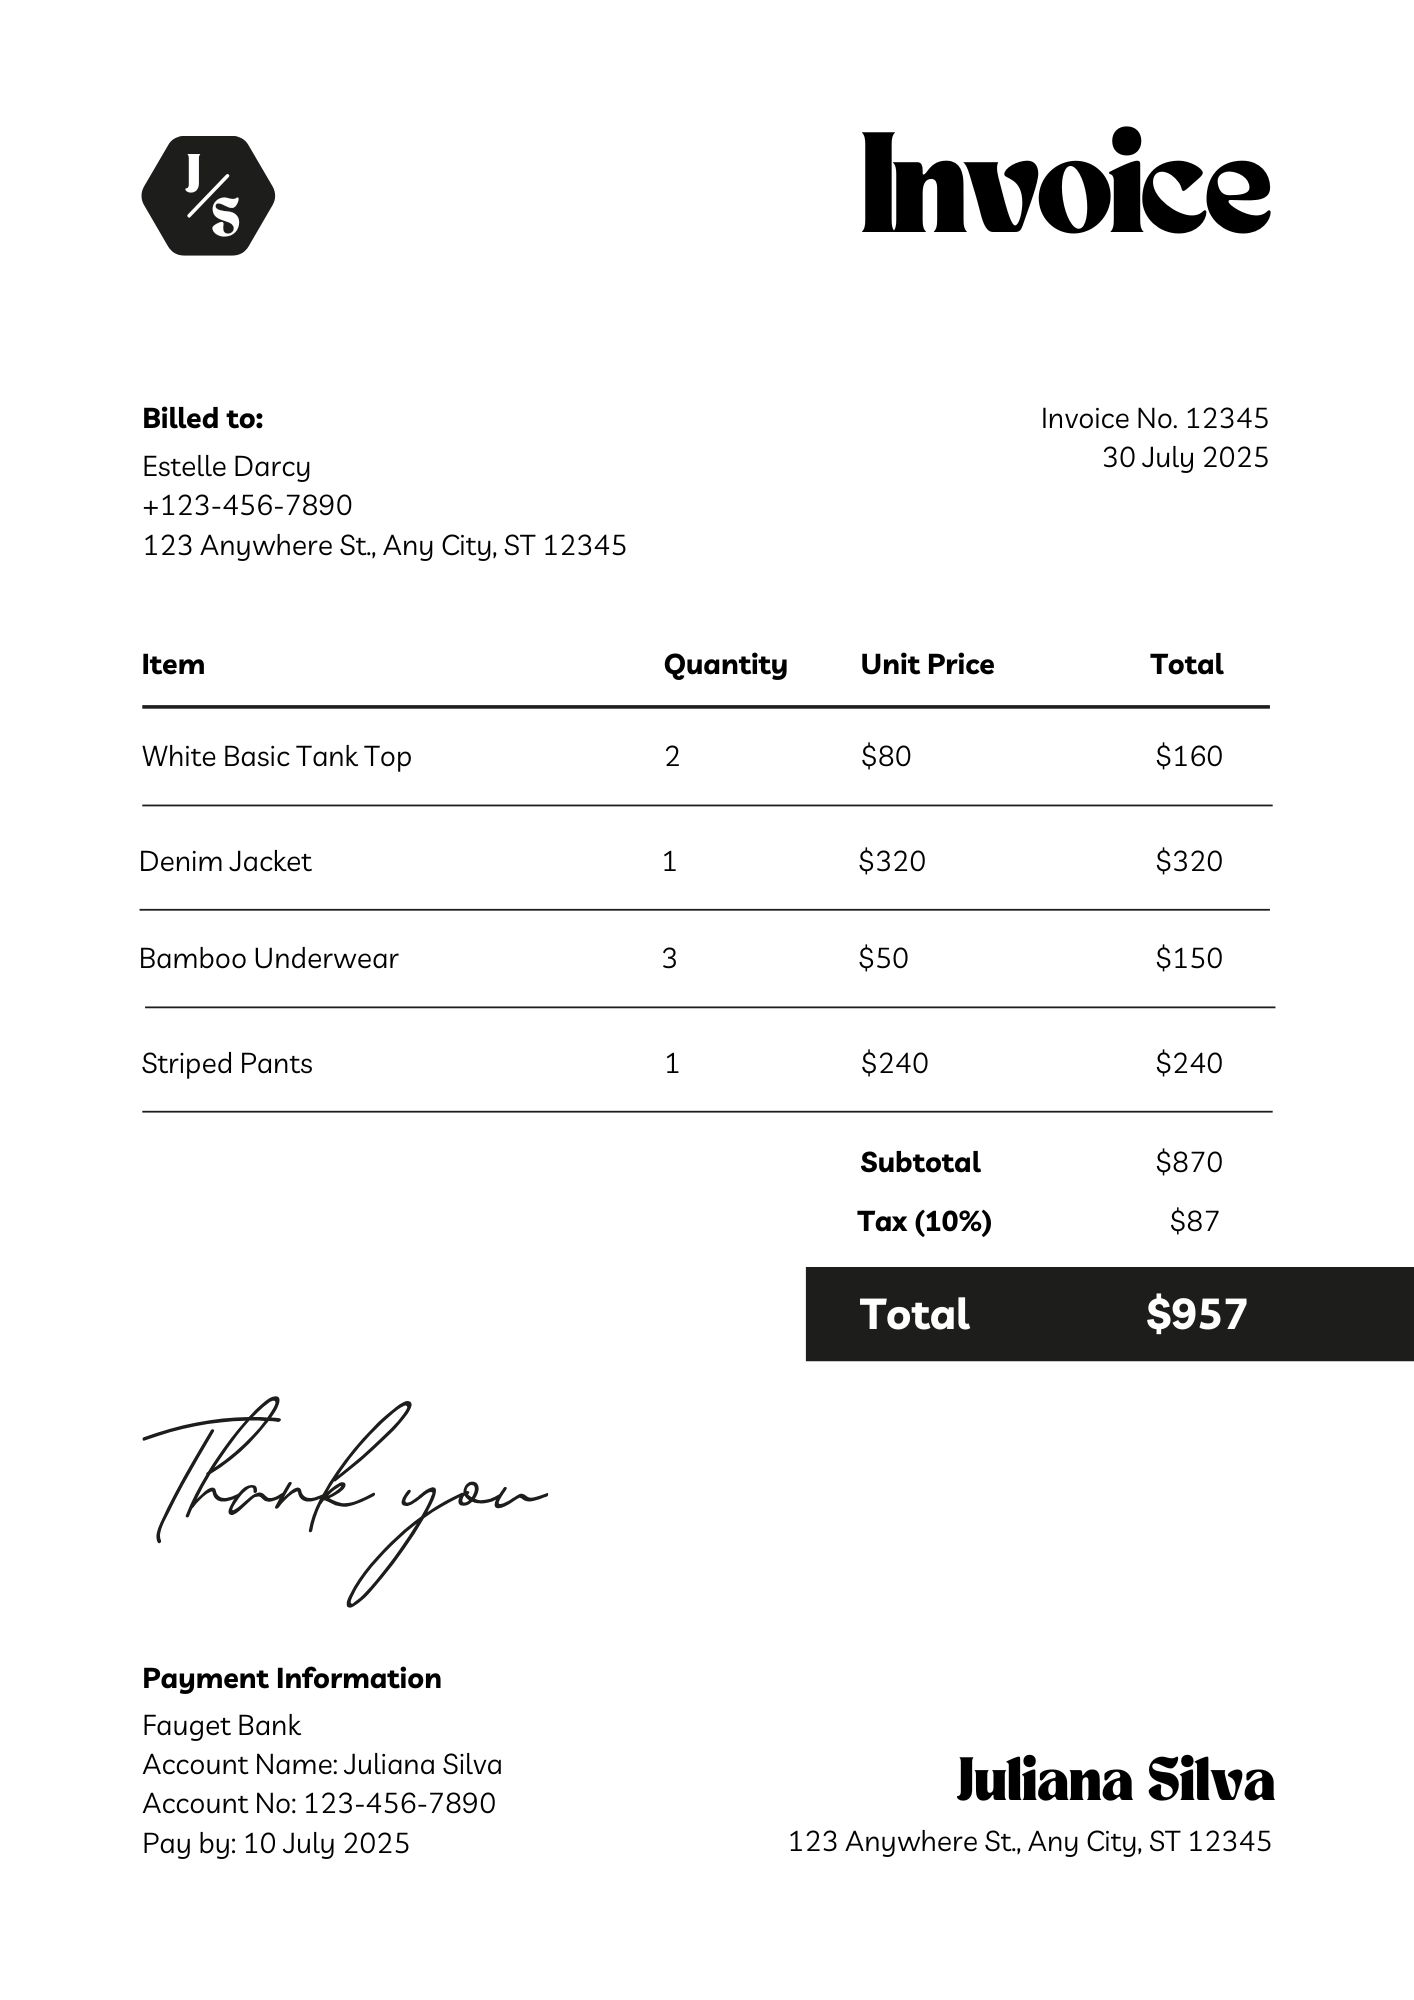 J/S
Invoice
Billed to:
Estelle Darcy
+123-456-7890
123 Anywhere St., Any City, ST 12345
Invoice No. 12345
30 July 2025
Item Quantity Unit Price Total
White Basic Tank Top 2 $80 $160
Denim Jacket 1 $320 $320
Bamboo Underwear 3 $50 $150
Striped Pants 1 $240 $240
Subtotal $870
Tax (10%) $87
Total $957
Thank you
Payment Information
Fauget Bank
Account Name: Juliana Silva
Account No: 123-456-7890
Pay by: 10 July 2025
Juliana Silva
123 Anywhere St., Any City, ST 12345